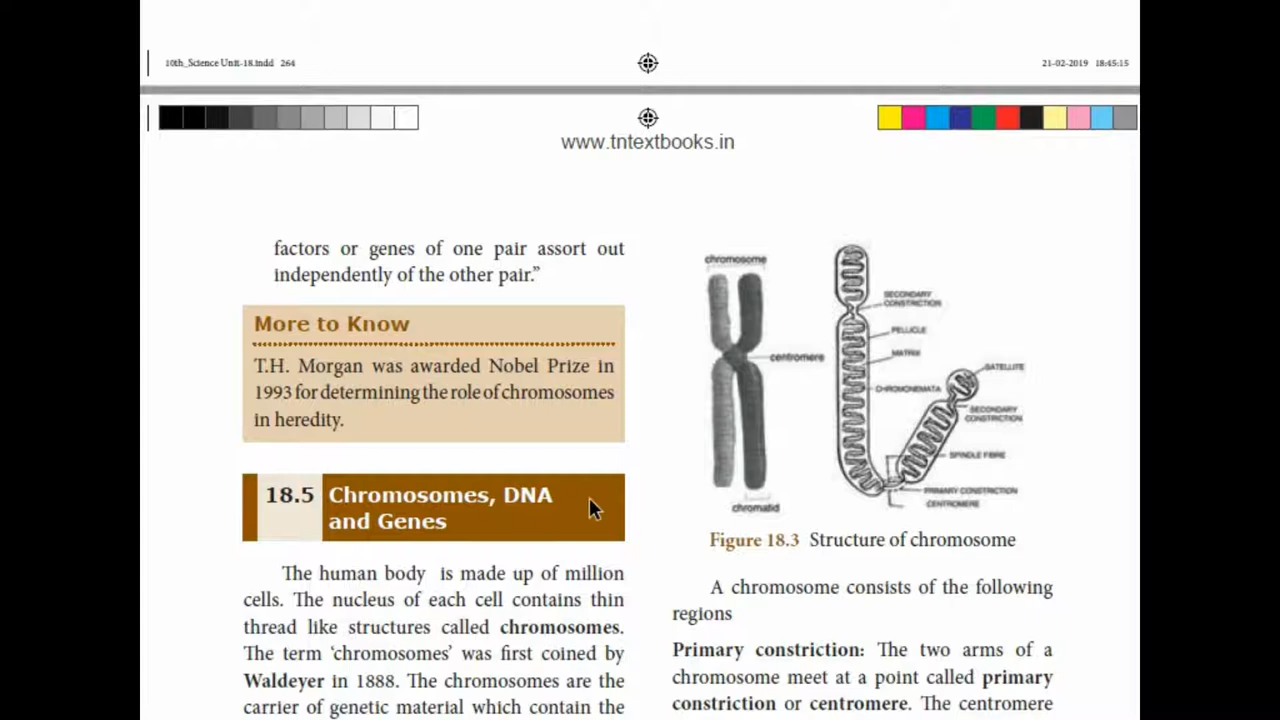 10th_Science Unit-18.indd 264
21-02-2019 18:45:15
www.tntextbooks.in
factors or genes of one pair assort out
independently of the other pair.”
More to Know
T.H. Morgan was awarded Nobel Prize in
1993 for determining the role of chromosomes
in heredity.
18.5 Chromosomes, DNA
and Genes
The human body is made up of million
cells. The nucleus of each cell contains thin
thread like structures called chromosomes.
The term ‘chromosomes’ was first coined by
Waldeyer in 1888. The chromosomes are the
carrier of genetic material which contain the
chromosome
centromere
chromatid
SECONDARY
CONSTRICTION
PELLICLE
MATRIX
CHROMONEMATA
SATELLITE
SECONDARY
CONSTRICTION
SPINDLE FIBRE
PRIMARY CONSTRICTION
CENTROMERE
Figure 18.3 Structure of chromosome
A chromosome consists of the following
regions
Primary constriction: The two arms of a
chromosome meet at a point called primary
constriction or centromere. The centromere